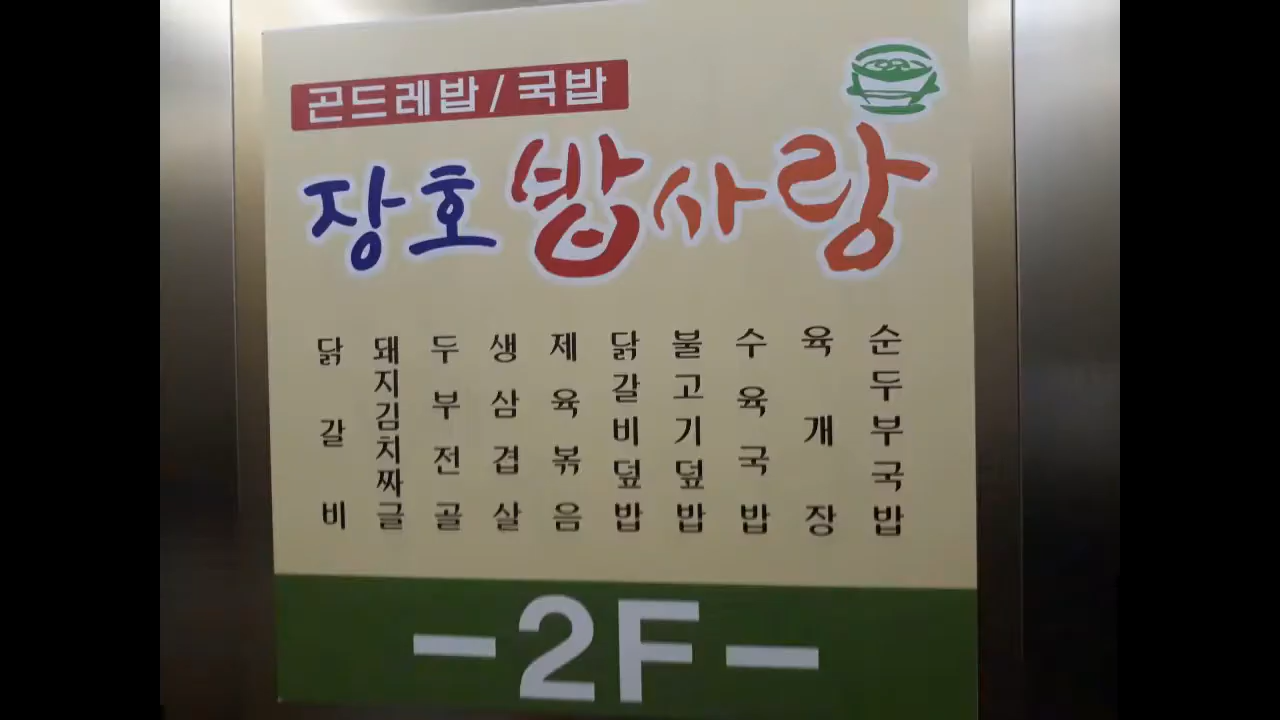 곤드레밥/국밥
장호밥사랑
닭갈비
돼지김치짜글
두부전골
생삼겹살
제육볶음
닭갈비덮밥
불고기덮밥
수육국밥
육개장
순두부국밥
-2F-